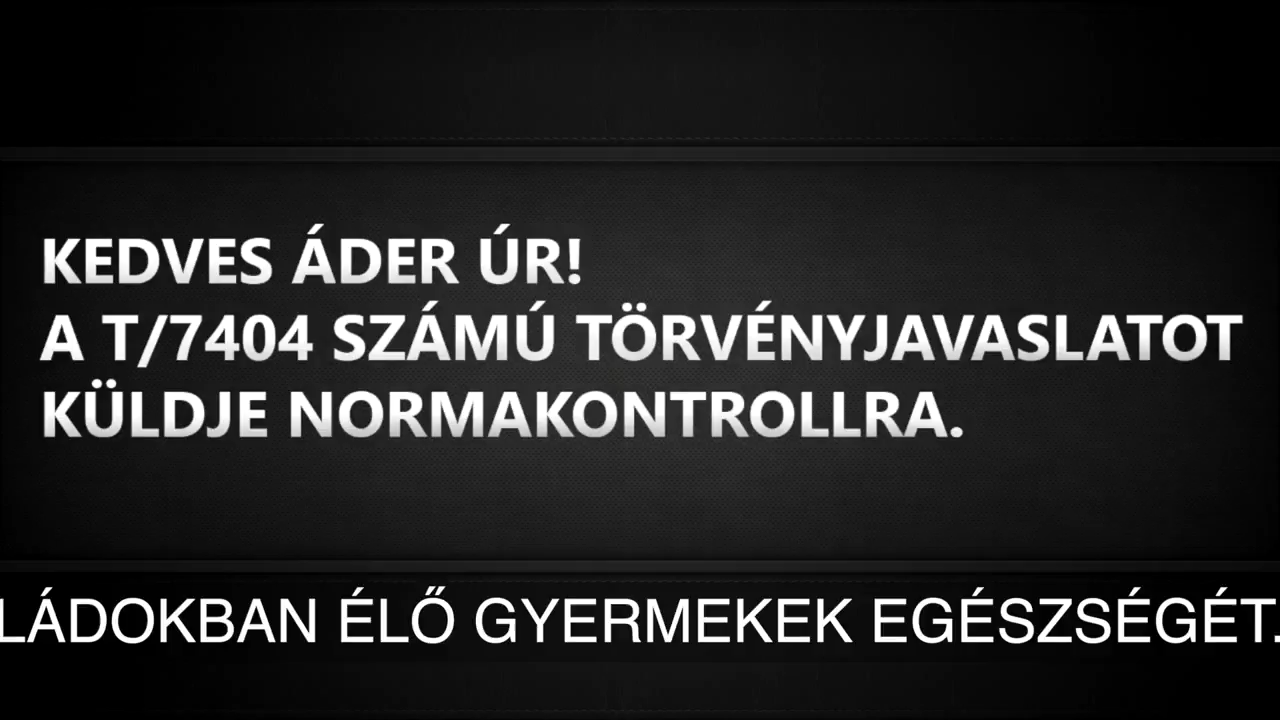 KEDVES ÁDER ÚR!
A T/7404 SZÁMÚ TÖRVÉNYJAVASLATOT
KÜLDJE NORMAKONTROLLRA.
LÁDOKBAN ÉLŐ GYERMEKEK EGÉSZSÉGÉT.